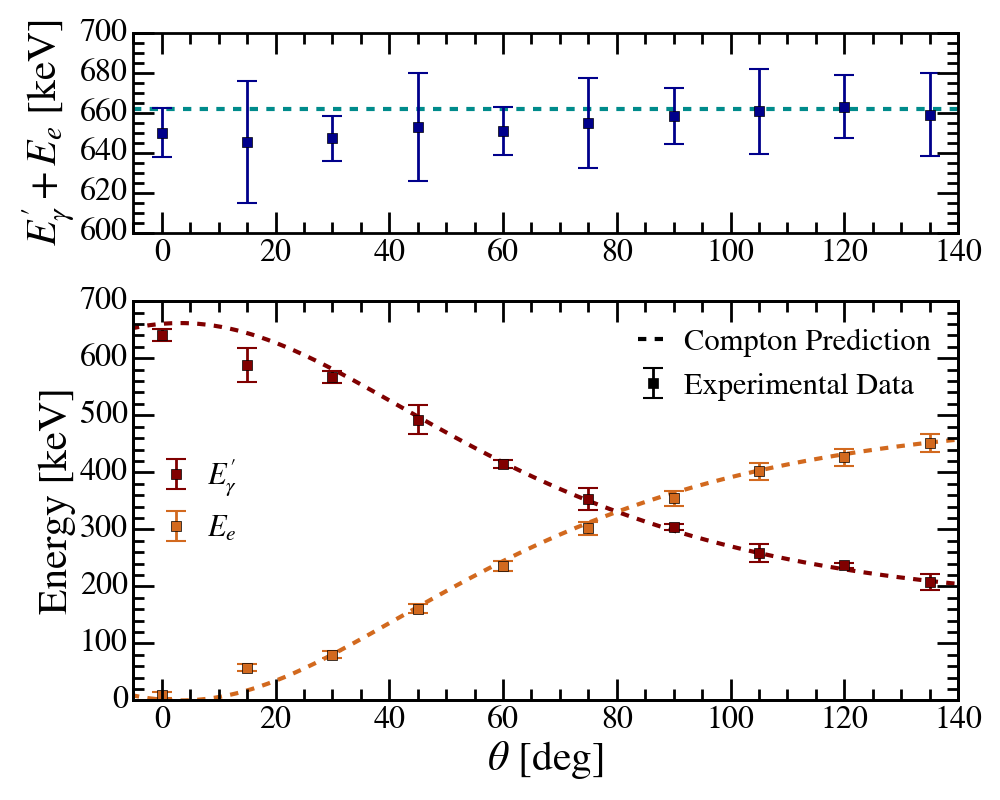 E′γ + Ee [keV]
700
680
660
640
620
600
0 20 40 60 80 100 120 140
Energy [keV]
700
600
500
400
300
200
100
0
Compton Prediction
Experimental Data
E′γ
Ee
0 20 40 60 80 100 120 140
θ [deg]